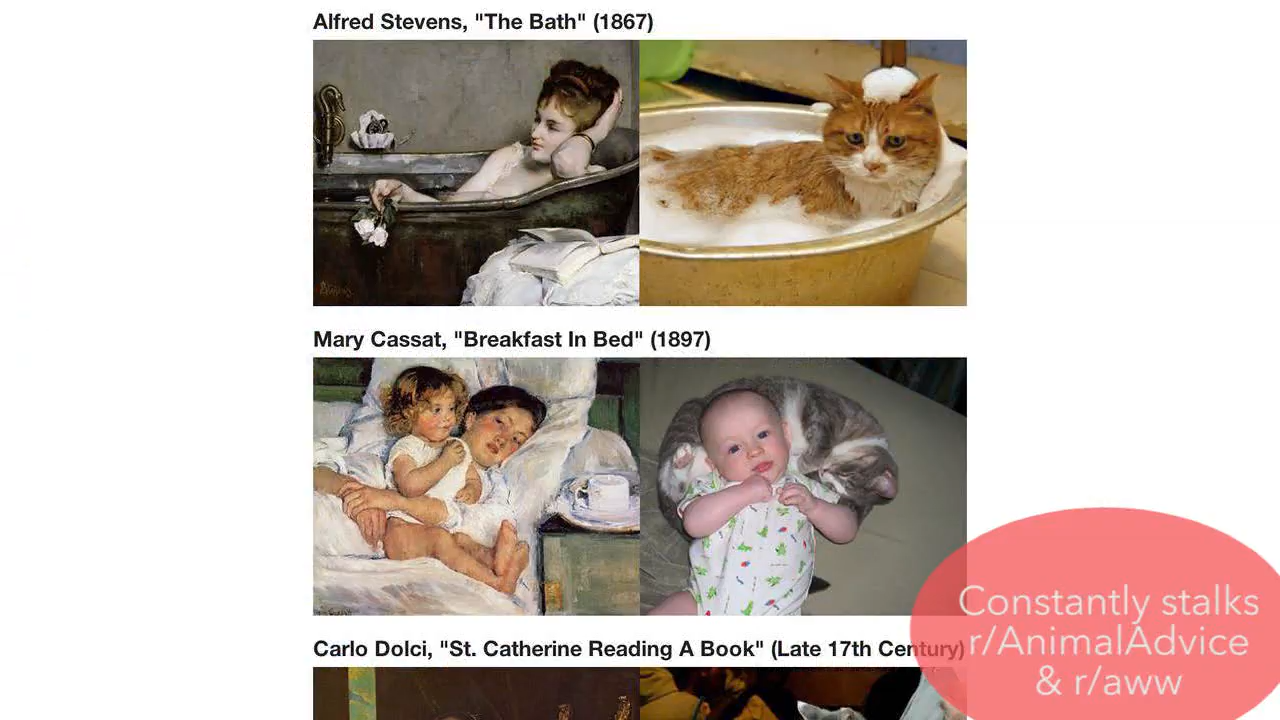 Alfred Stevens, "The Bath" (1867)
Mary Cassat, "Breakfast In Bed" (1897)
Carlo Dolci, "St. Catherine Reading A Book" (Late 17th Century)
Constantly stalks
r/AnimalAdvice
& r/aww